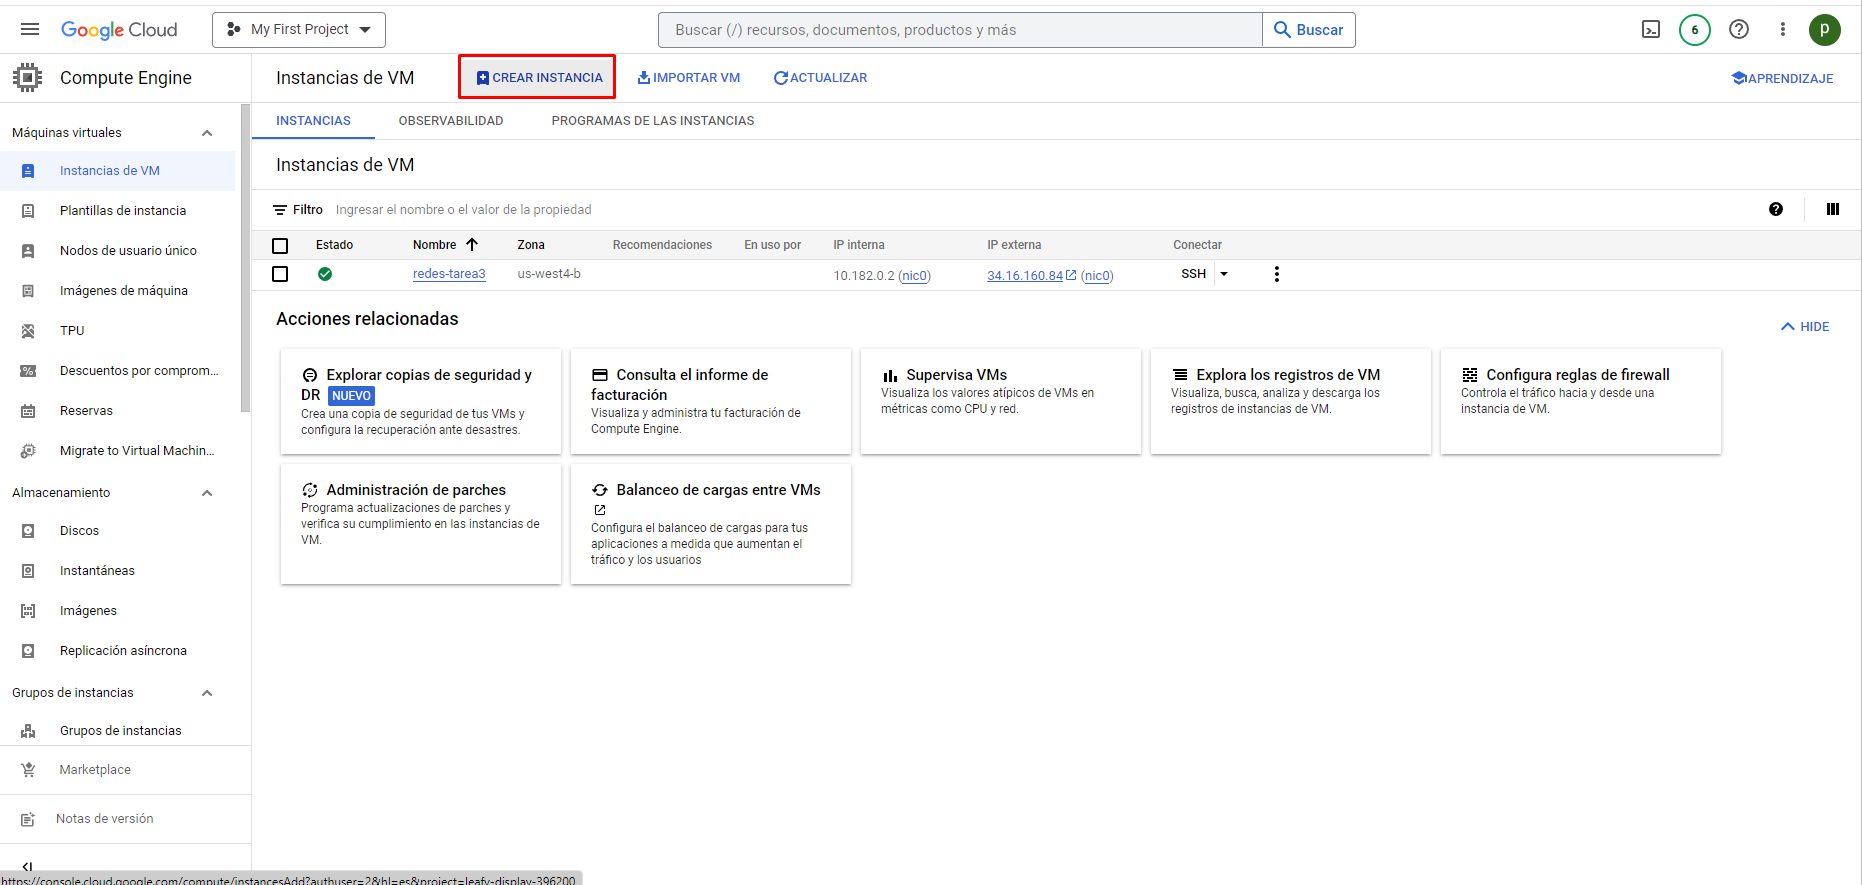 Google Cloud
My First Project
Buscar (/) recursos, documentos, productos y más
Buscar
6
p
Compute Engine
Instancias de VM
CREAR INSTANCIA
IMPORTAR VM
ACTUALIZAR
APRENDIZAJE
Máquinas virtuales
Instancias de VM
Plantillas de instancia
Nodos de usuario único
Imágenes de máquina
TPU
Descuentos por comprom...
Reservas
Migrate to Virtual Machin...
Almacenamiento
Discos
Instantáneas
Imágenes
Replicación asíncrona
Grupos de instancias
Grupos de instancias
Marketplace
Notas de versión
INSTANCIAS
OBSERVABILIDAD
PROGRAMAS DE LAS INSTANCIAS
Instancias de VM
Filtro Ingresar el nombre o el valor de la propiedad
Estado Nombre Zona Recomendaciones En uso por IP interna IP externa Conectar
redes-tarea3 us-west4-b 10.182.0.2 (nic0) 34.16.160.84 (nic0) SSH
Acciones relacionadas
HIDE
Explorar copias de seguridad y
DR NUEVO
Crea una copia de seguridad de tus VMs y
configura la recuperación ante desastres.
Consulta el informe de
facturación
Visualiza y administra tu facturación de
Compute Engine.
Supervisa VMs
Visualiza los valores atípicos de VMs en
métricas como CPU y red.
Explora los registros de VM
Visualiza, busca, analiza y descarga los
registros de instancias de VM.
Configura reglas de firewall
Controla el tráfico hacia y desde una
instancia de VM.
Administración de parches
Programa actualizaciones de parches y
verifica su cumplimiento en las instancias de
VM.
Balanceo de cargas entre VMs
Configura el balanceo de cargas para tus
aplicaciones a medida que aumentan el
tráfico y los usuarios
https://console.cloud.google.com/compute/instancesAdd?authuser=2&hl=es&project=leafy-display-396200